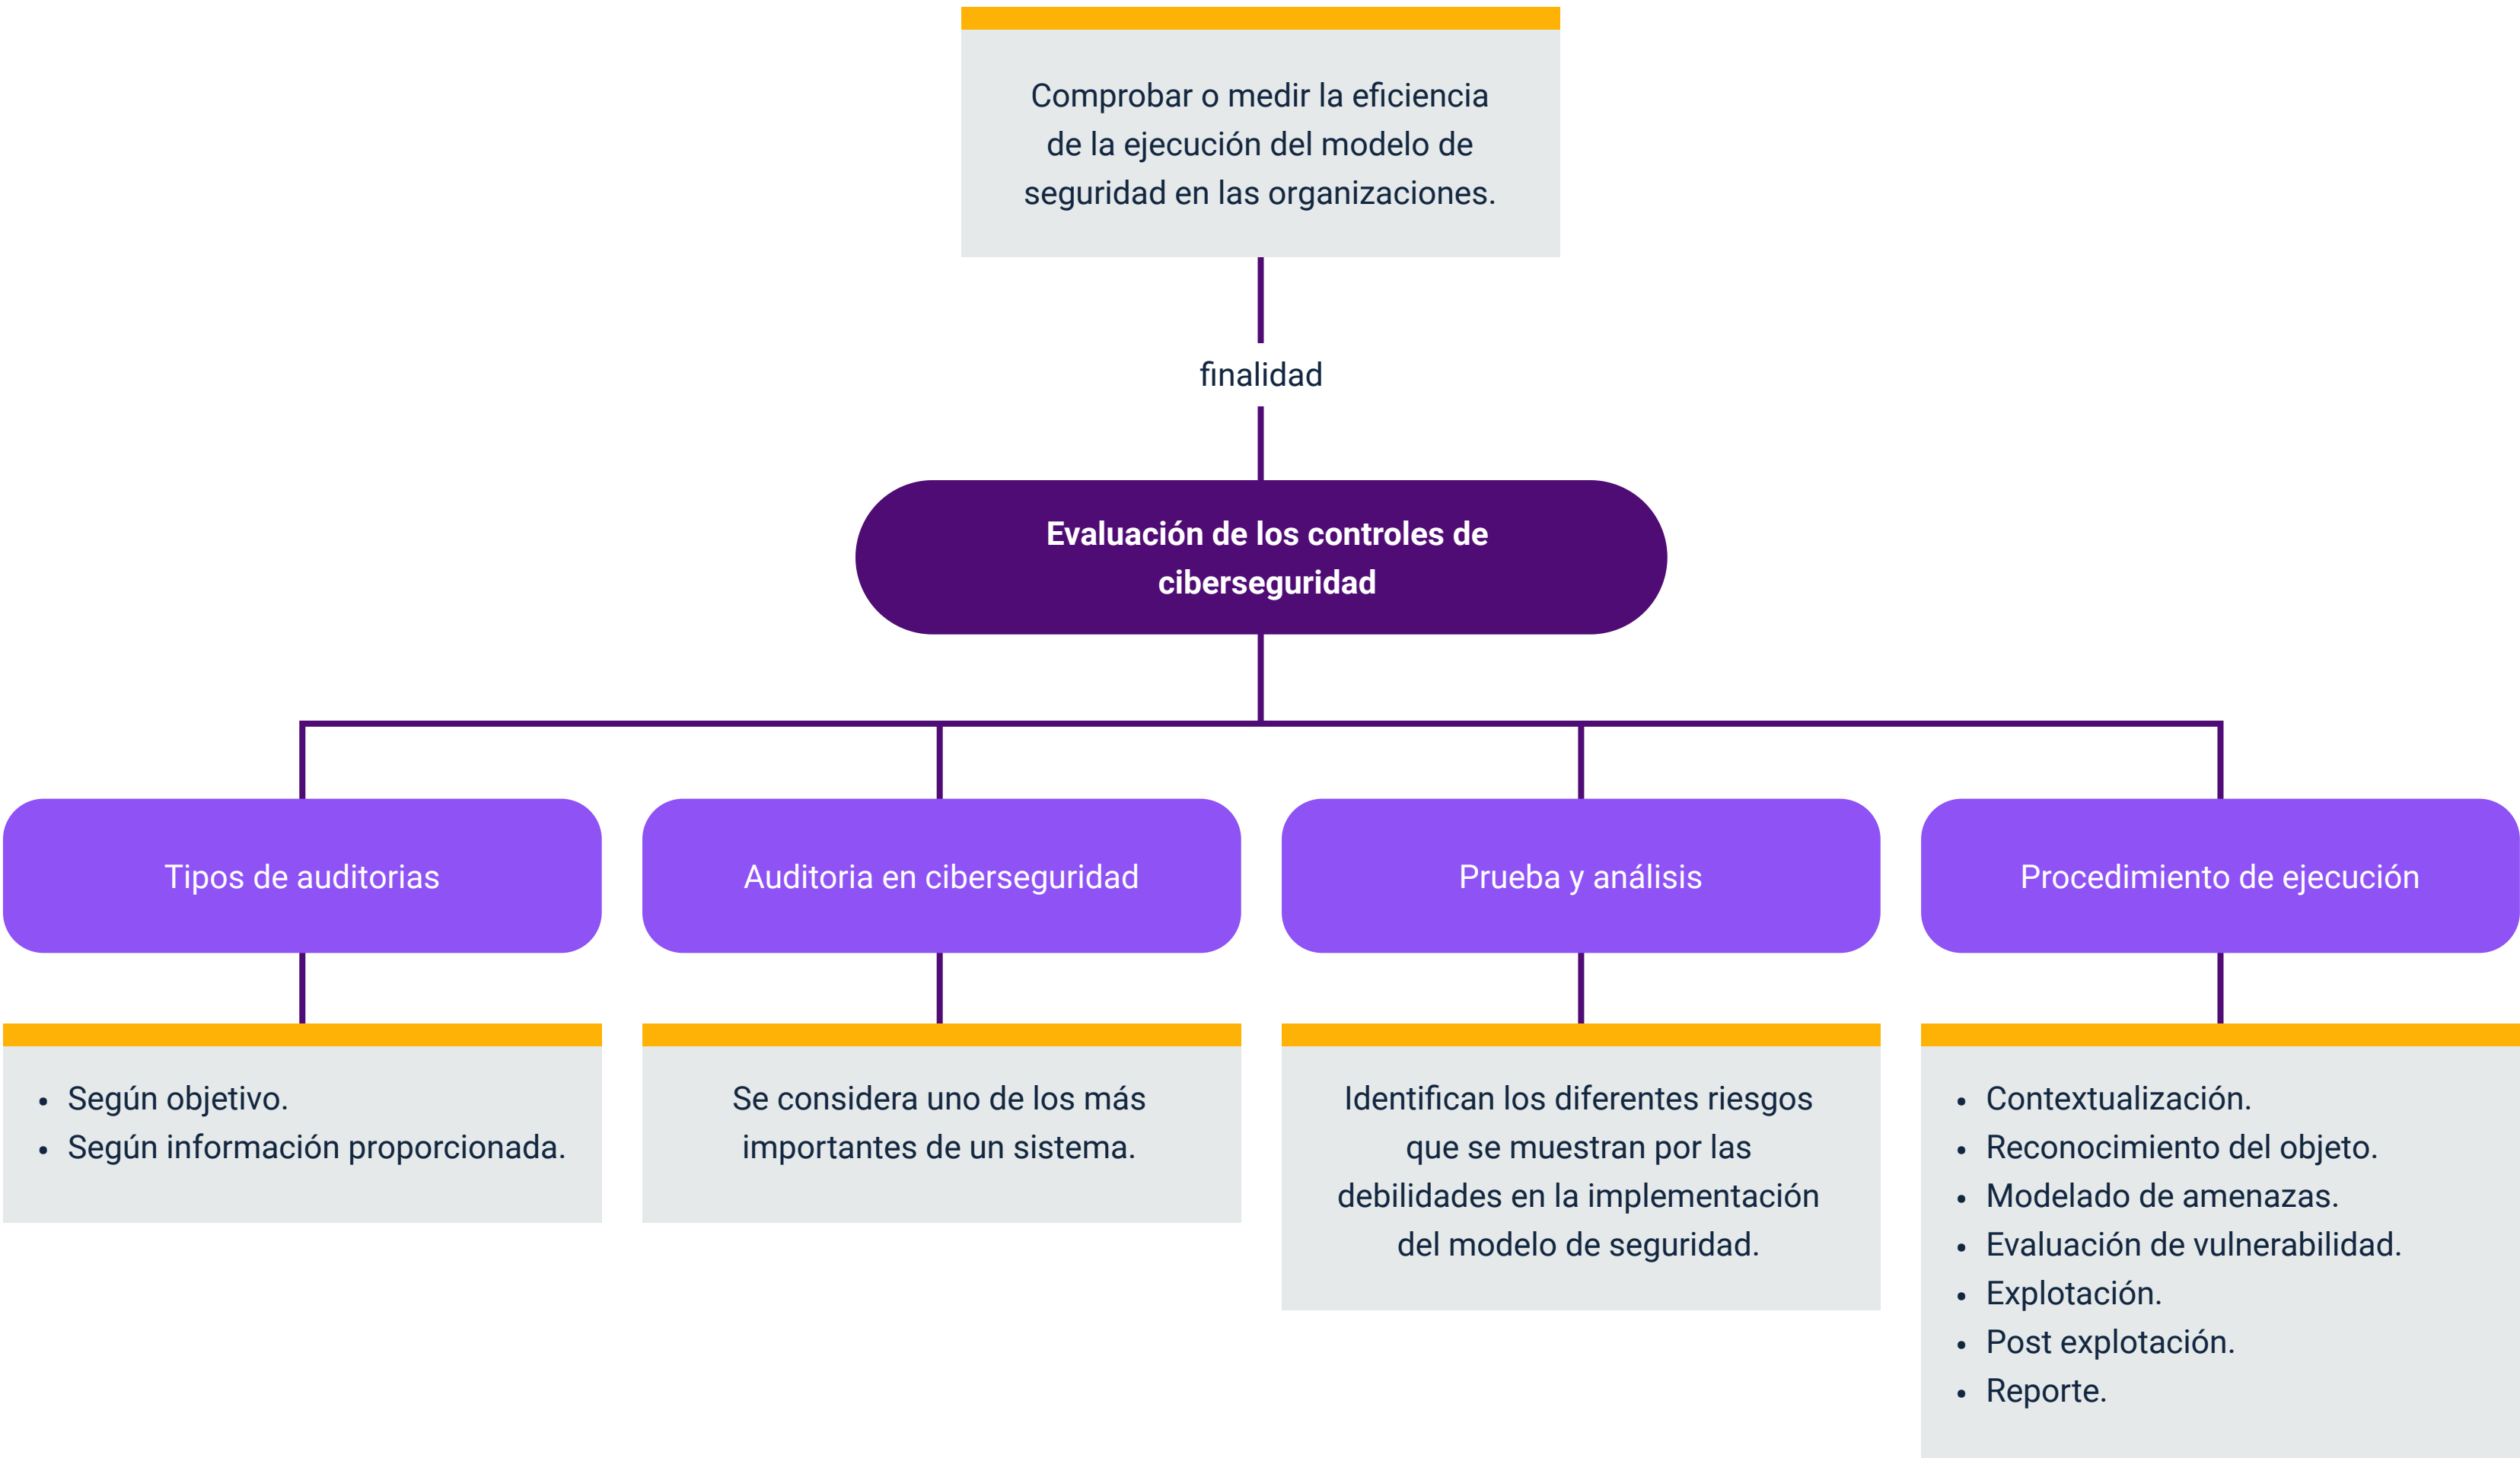 Comprobar o medir la eficiencia
de la ejecución del modelo de
seguridad en las organizaciones.
finalidad
Evaluación de los controles de
ciberseguridad
Tipos de auditorias
Auditoria en ciberseguridad
Prueba y análisis
Procedimiento de ejecución
• Según objetivo.
• Según información proporcionada.
Se considera uno de los más
importantes de un sistema.
Identifican los diferentes riesgos
que se muestran por las
debilidades en la implementación
del modelo de seguridad.
• Contextualización.
• Reconocimiento del objeto.
• Modelado de amenazas.
• Evaluación de vulnerabilidad.
• Explotación.
• Post explotación.
• Reporte.